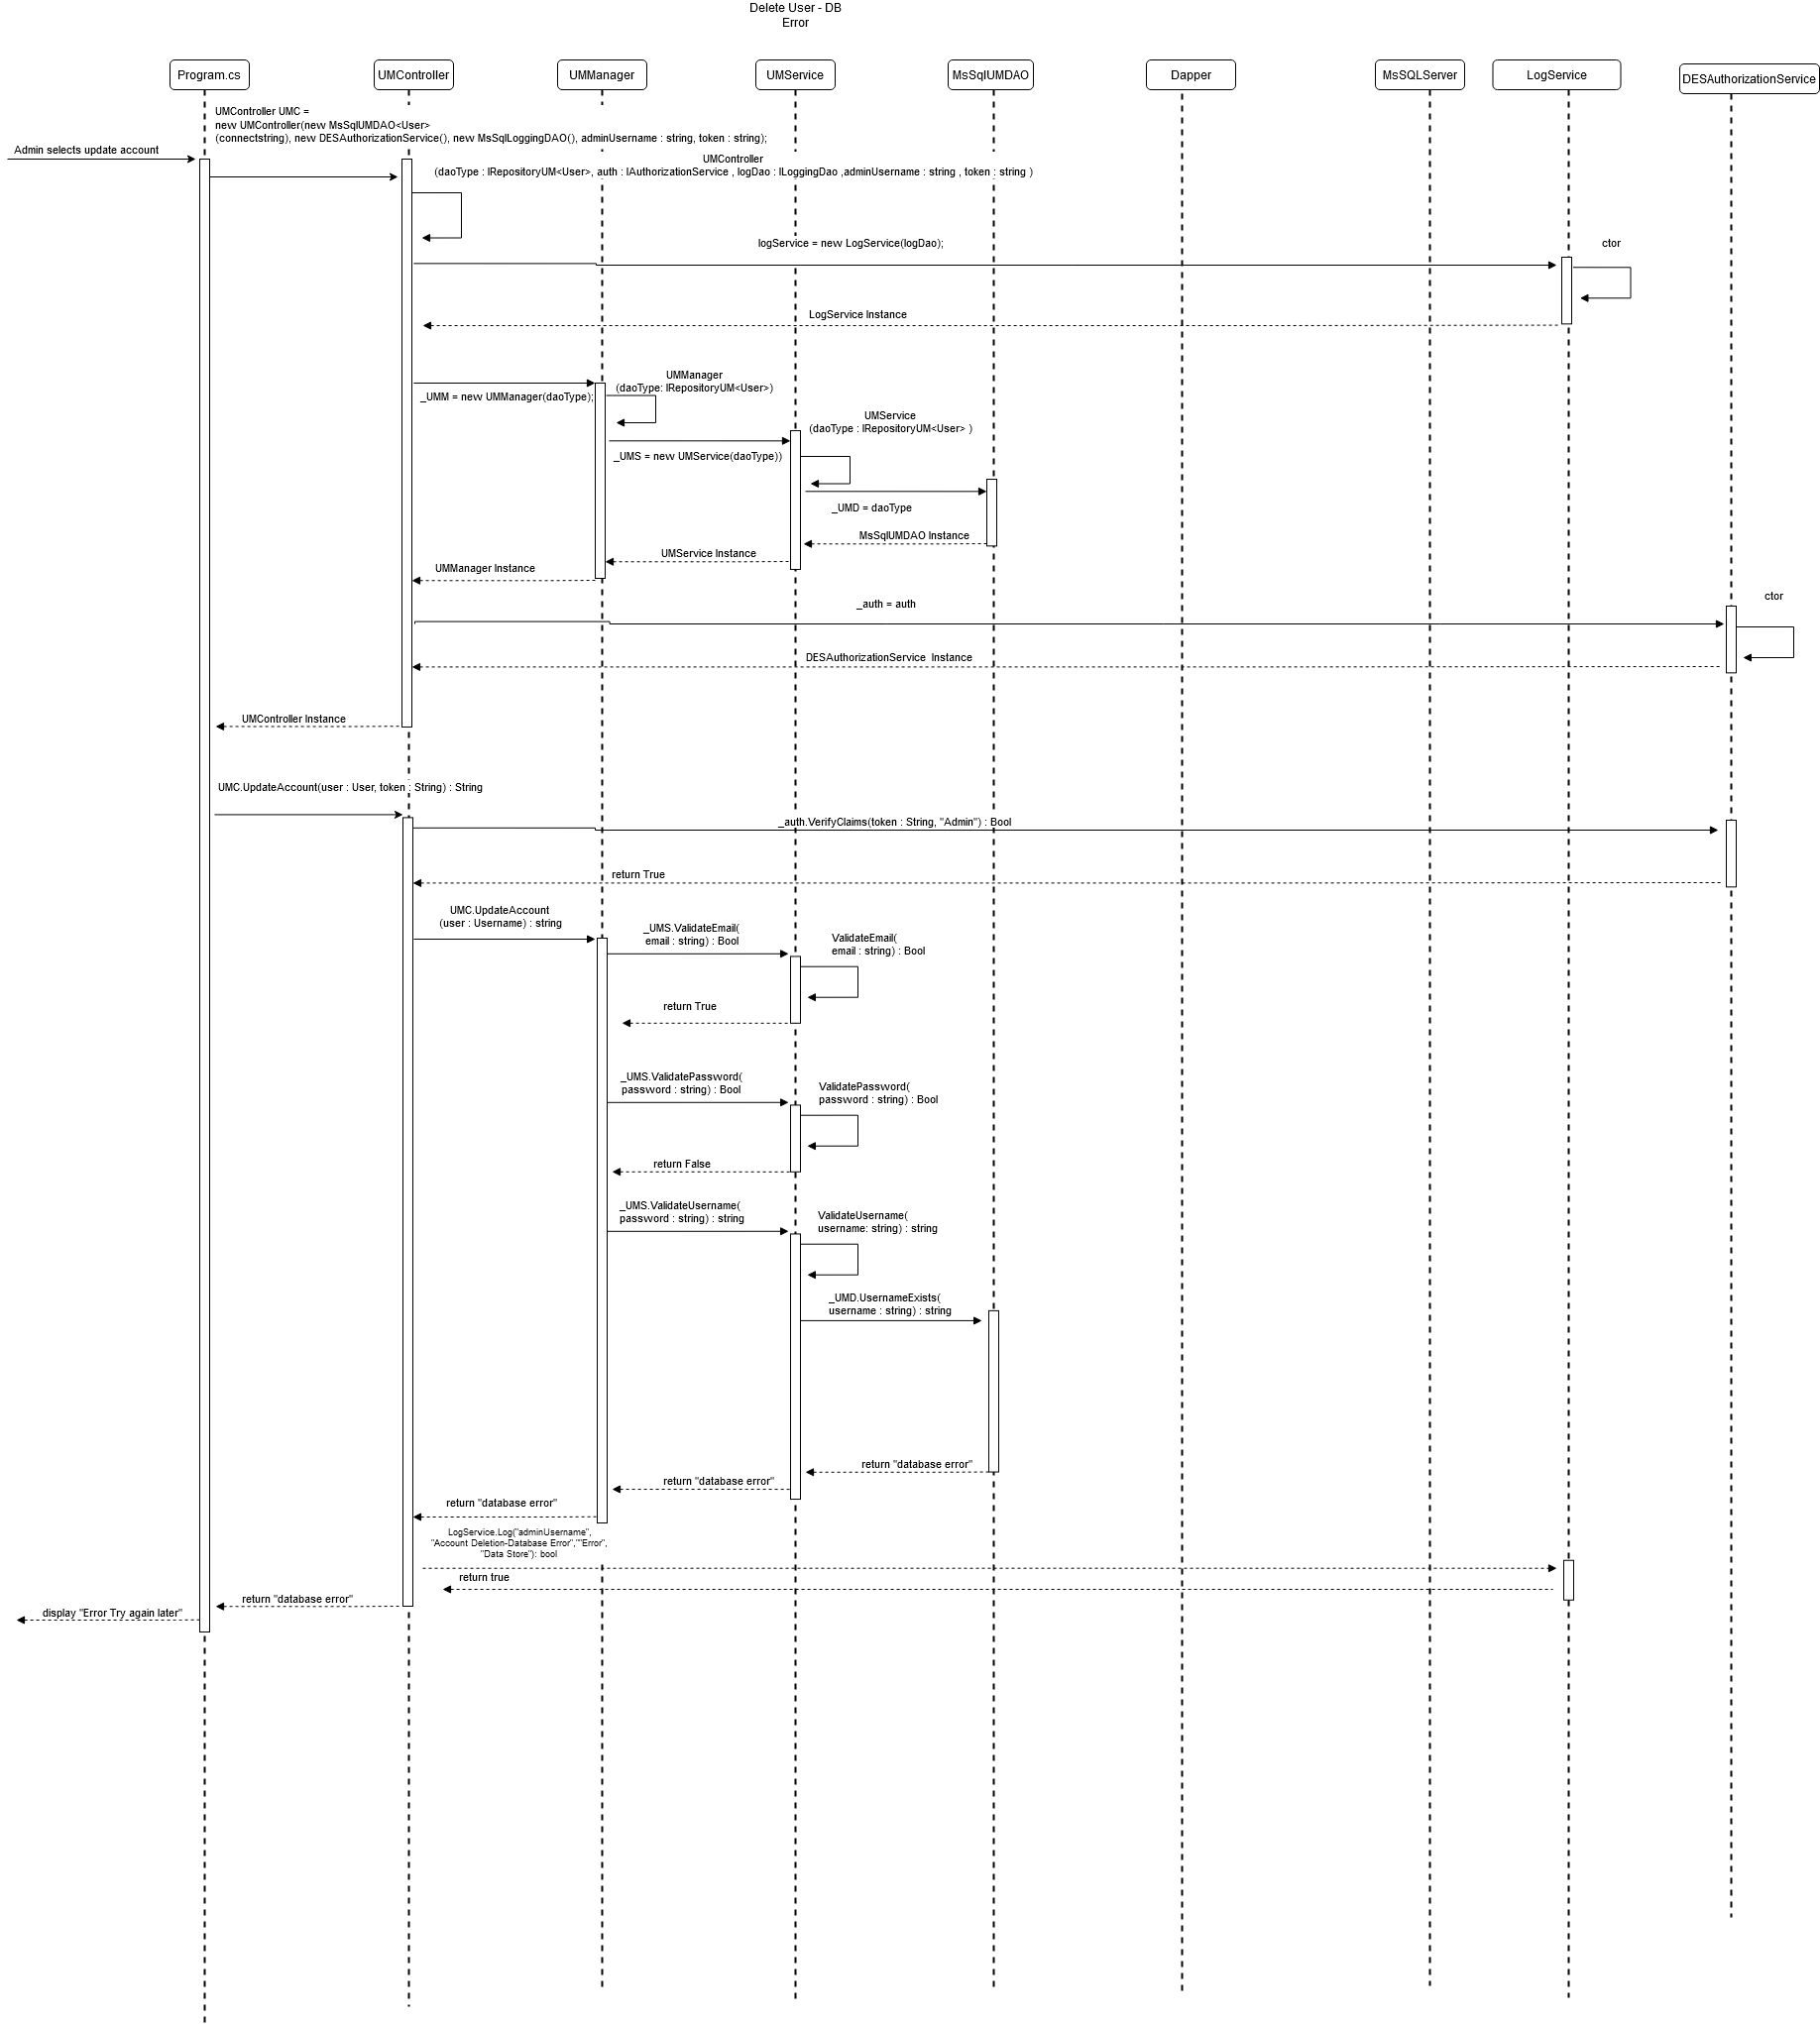 Delete User - DB
Error
Program.cs
UMController
UMManager
UMService
MsSqlUMDAO
Dapper
MsSQLServer
LogService
DESAuthorizationService
UMController UMC =
new UMController(new MsSqlUMDAO<User>
(connectstring), new DESAuthorizationService(), new MsSqlLoggingDAO(), adminUsername : string, token : string);
Admin selects update account
UMController
(daoType : IRepositoryUM<User>, auth : IAuthorizationService , logDao : ILoggingDao ,adminUsername : string , token : string )
logService = new LogService(logDao);
ctor
LogService Instance
UMManager
(daoType: IRepositoryUM<User>)
_UMM = new UMManager(daoType);
UMService
(daoType : IRepositoryUM<User> )
_UMS = new UMService(daoType))
_UMD = daoType
MsSqlUMDAO Instance
UMService Instance
UMManager Instance
_auth = auth
ctor
DESAuthorizationService  Instance
UMController Instance
UMC.UpdateAccount(user : User, token : String) : String
_auth.VerifyClaims(token : String, "Admin") : Bool
return True
UMC.UpdateAccount
(user : Username) : string
_UMS.ValidateEmail(
email : string) : Bool
ValidateEmail(
email : string) : Bool
return True
_UMS.ValidatePassword(
password : string) : Bool
ValidatePassword(
password : string) : Bool
return False
_UMS.ValidateUsername(
password : string) : string
ValidateUsername(
username: string) : string
_UMD.UsernameExists(
username : string) : string
return "database error"
return "database error"
return "database error"
LogService.Log("adminUsername",
"Account Deletion-Database Error",""Error",
"Data Store"): bool
return true
return "database error"
display "Error Try again later"